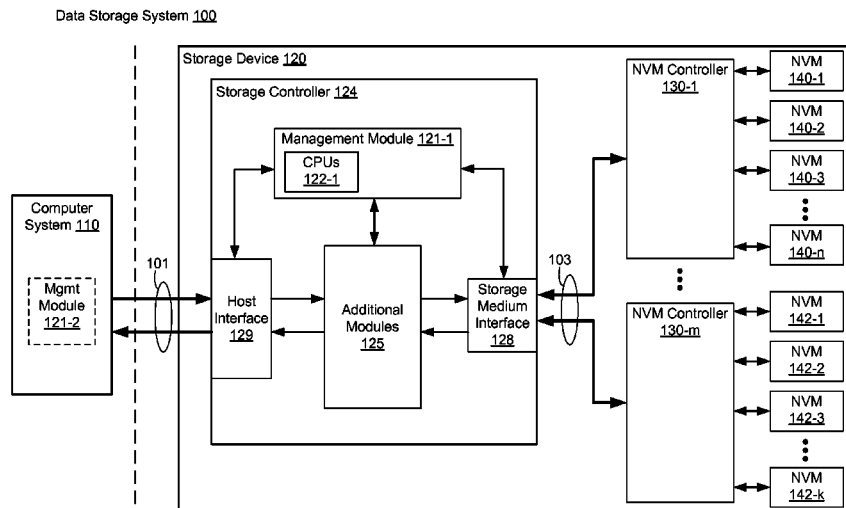 Data Storage System 100
Storage Device 120
Storage Controller 124
Management Module 121-1
CPUs
122-1
Computer
System 110
Mgmt
Module
121-2
101
Host
Interface
129
Additional
Modules
125
Storage
Medium
Interface
128
103
NVM Controller
130-1
NVM
140-1
NVM
140-2
NVM
140-3
NVM
140-n
NVM Controller
130-m
NVM
142-1
NVM
142-2
NVM
142-3
NVM
142-k